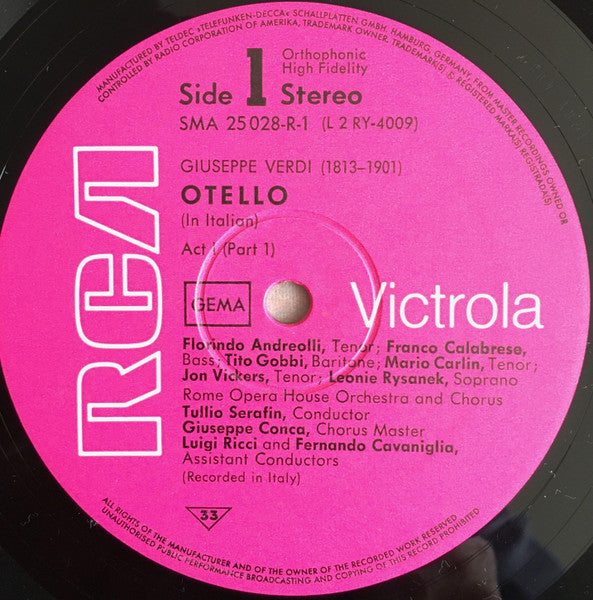 MANUFACTURED BY TELDEC »TELEFUNKEN-DECCA« SCHALLPLATTEN GMBH. HAMBURG, GERMANY, FROM MASTER RECORDINGS OWNED OR
CONTROLLED BY RADIO CORPORATION OF AMERIKA, TRADEMARK OWNER. TRADEMARK(S) ® REGISTERED MARKA(S) REGISTRADA(S)
Orthophonic
High Fidelity
Side 1 Stereo
SMA 25 028-R-1 (L 2 RY-4009)
GIUSEPPE VERDI (1813–1901)
OTELLO
(In Italian)
Act I (Part 1)
RCA
GEMA
Victrola
Florindo Andreolli, Tenor; Franco Calabrese,
Bass; Tito Gobbi, Baritone; Mario Carlin, Tenor;
Jon Vickers, Tenor; Leonie Rysanek, Soprano
Rome Opera House Orchestra and Chorus
Tullio Serafin, Conductor
Giuseppe Conca, Chorus Master
Luigi Ricci and Fernando Cavaniglia,
Assistant Conductors
(Recorded in Italy)
33
ALL RIGHTS OF THE MANUFACTURER AND OF THE OWNER OF THE RECORDED WORK RESERVED
UNAUTHORISED PUBLIC PERFORMANCE BROADCASTING AND COPYING OF THIS RECORD PROHIBITED